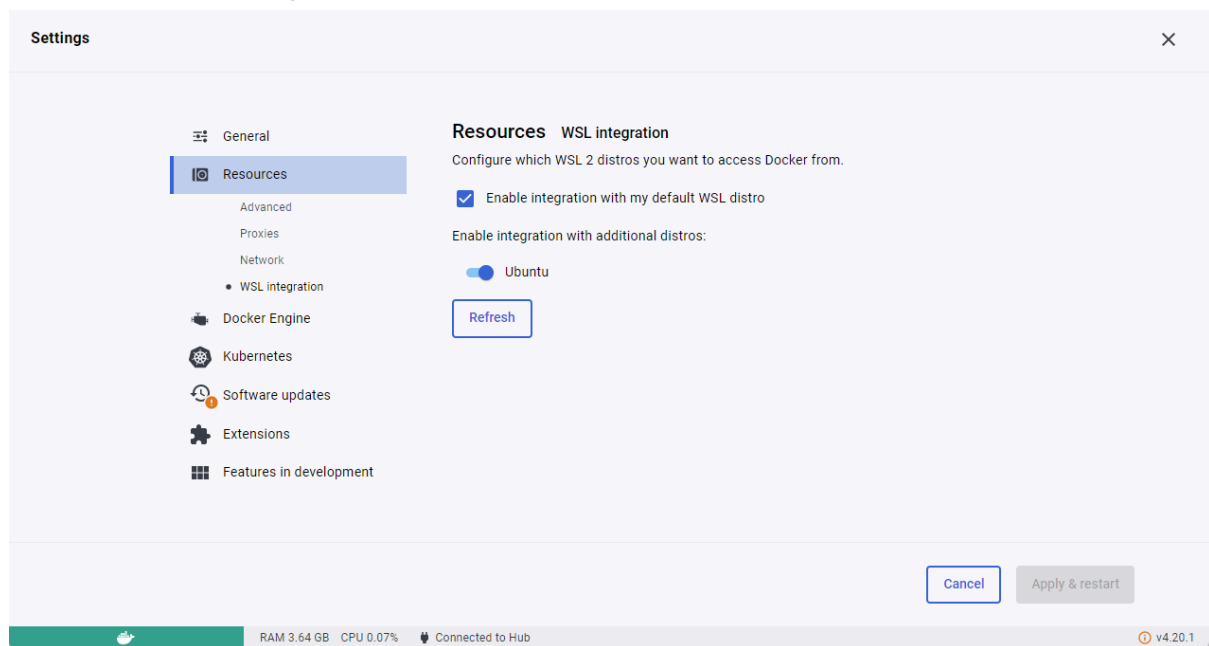 Settings
General
Resources
Advanced
Proxies
Network
WSL integration
Docker Engine
Kubernetes
Software updates
Extensions
Features in development
Resources WSL integration
Configure which WSL 2 distros you want to access Docker from.
Enable integration with my default WSL distro
Enable integration with additional distros:
Ubuntu
Refresh
Cancel
Apply & restart
RAM 3.64 GB CPU 0.07% Connected to Hub
v4.20.1